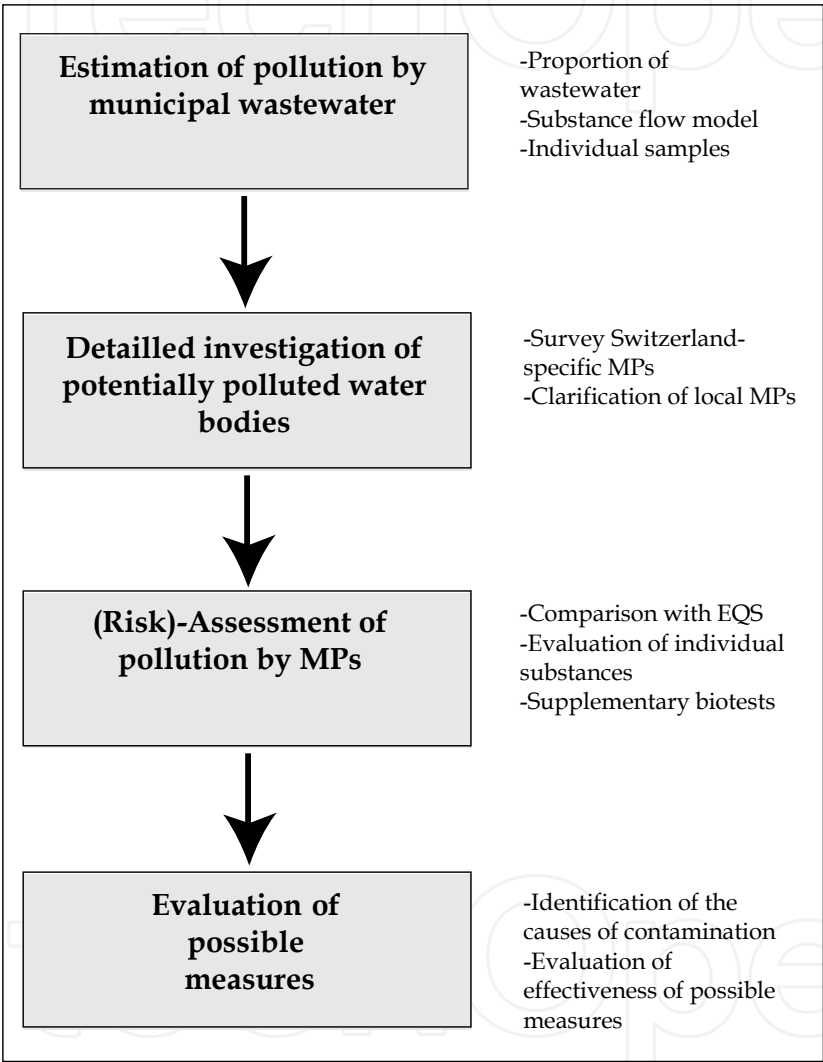 Estimation of pollution by
municipal wastewater
-Proportion of
wastewater
-Substance flow model
-Individual samples
Detailled investigation of
potentially polluted water
bodies
-Survey Switzerland-
specific MPs
-Clarification of local MPs
(Risk)-Assessment of
pollution by MPs
-Comparison with EQS
-Evaluation of individual
substances
-Supplementary biotests
Evaluation of
possible
measures
-Identification of the
causes of contamination
-Evaluation of
effectiveness of possible
measures